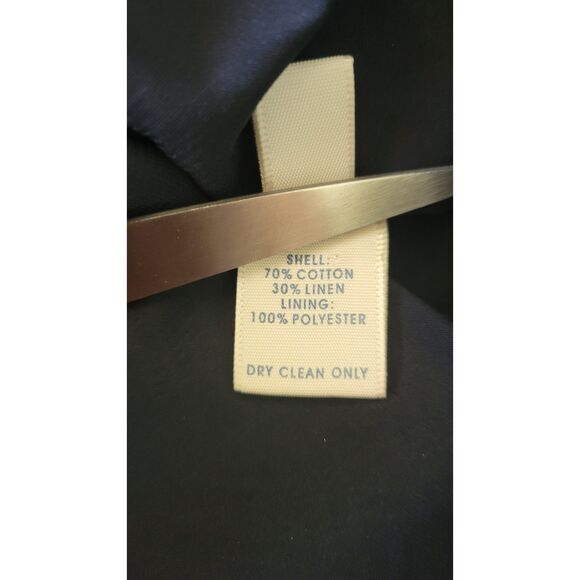 SHELL:
70% COTTON
30% LINEN
LINING:
100% POLYESTER
DRY CLEAN ONLY